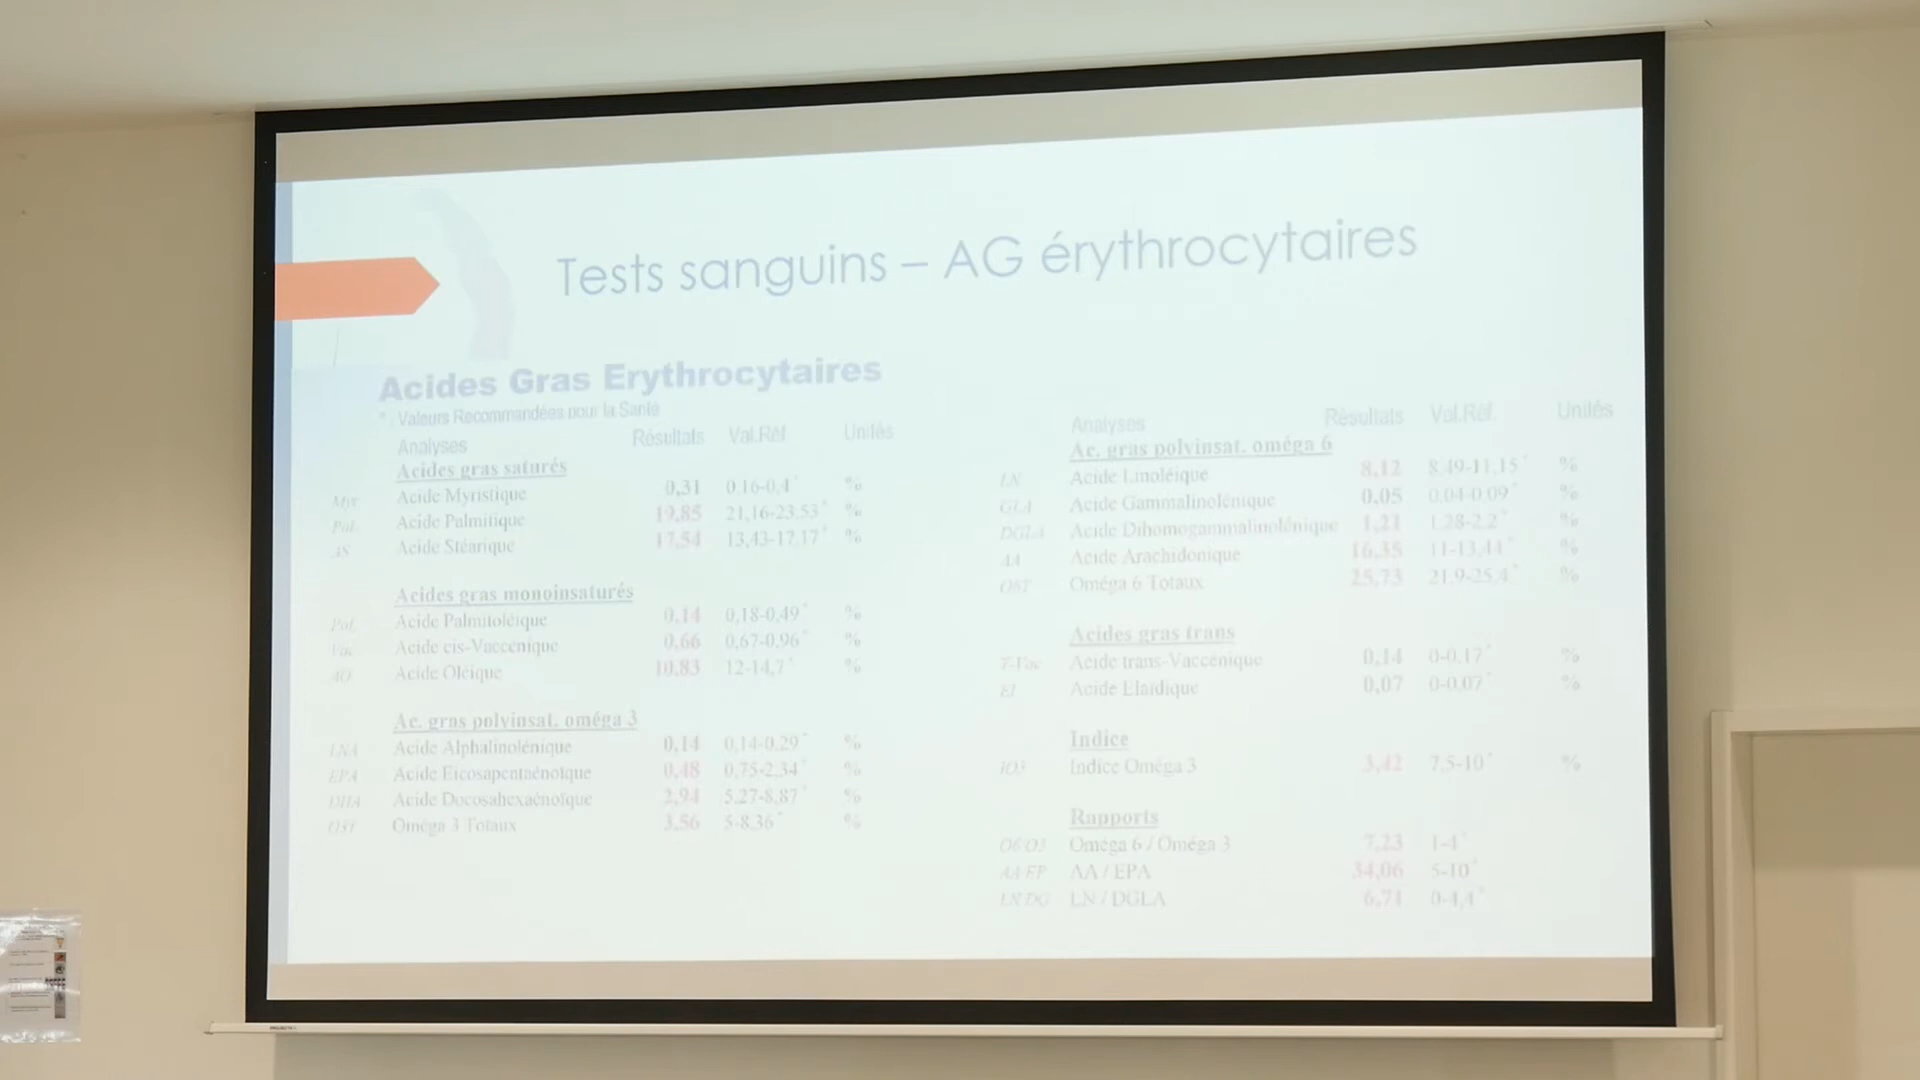 Tests sanguins – AG érythrocytaires
Acides Gras Erythrocytaires
* : Valeurs Recommandées pour la Santé
Analyses Résultats Val.Réf. Unités
Acides gras saturés
Myr Acide Myristique 0,31 0,16-0,4 * %
Pal Acide Palmitique 19,85 21,16-23,53 * %
AS Acide Stéarique 17,54 13,43-17,17 * %
Acides gras monoinsaturés
Pol Acide Palmitoléique 0,14 0,18-0,49 * %
Vac Acide cis-Vaccénique 0,66 0,67-0,96 * %
AO Acide Oléique 10,83 12-14,7 * %
Ac. gras polyinsat. oméga 3
LNA Acide Alphalinolénique 0,14 0,14-0,29 * %
EPA Acide Eicosapentaénoïque 0,48 0,75-2,34 * %
DHA Acide Docosahexaénoïque 2,94 5,27-8,87 * %
O3T Oméga 3 Totaux 3,56 5-8,36 * %
Analyses Résultats Val.Réf. Unités
Ac. gras polyinsat. oméga 6
LN Acide Linoléique 8,12 8,49-11,15 * %
GLA Acide Gammalinolénique 0,05 0,04-0,09 * %
DGLA Acide Dihomogammalinolénique 1,21 1,28-2,2 * %
AA Acide Arachidonique 16,35 11-13,44 * %
O6T Oméga 6 Totaux 25,73 21,9-25,4 * %
Acides gras trans
T-Vac Acide trans-Vaccénique 0,14 0-0,17 * %
El Acide Elaïdique 0,07 0-0,07 * %
Indice
IO3 Indice Oméga 3 3,42 7,5-10 * %
Rapports
O6 O3 Oméga 6 / Oméga 3 7,23 1-4 *
AA EP AA / EPA 34,06 5-10 *
LN DG LN / DGLA 6,71 0-4,4 *